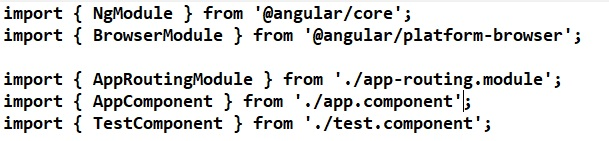 import { NgModule } from '@angular/core';
import { BrowserModule } from '@angular/platform-browser';
import { AppRoutingModule } from './app-routing.module';
import { AppComponent } from './app.component';
import { TestComponent } from './test.component';